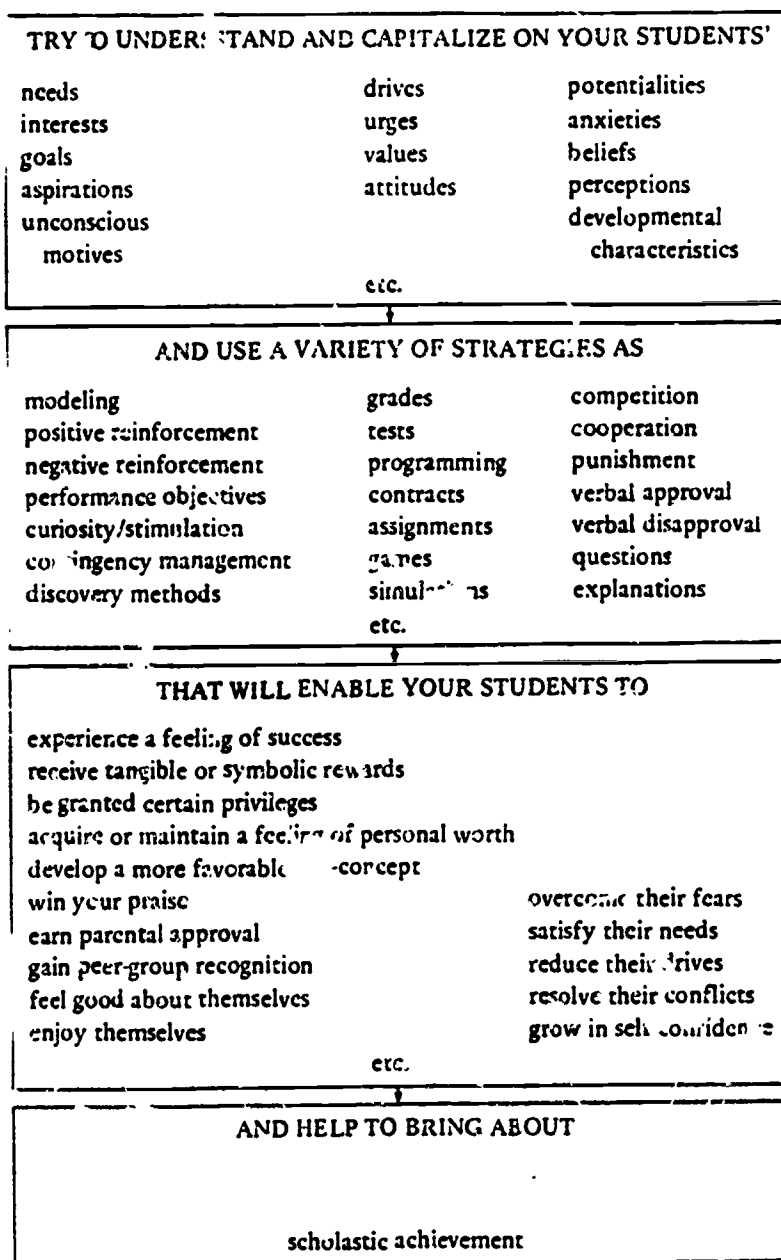 TRY TO UNDERSTAND AND CAPITALIZE ON YOUR STUDENTS'
needs
interests
goals
aspirations
unconscious
motives
drives
urges
values
attitudes
potentialities
anxieties
beliefs
perceptions
developmental
characteristics
etc.
AND USE A VARIETY OF STRATEGIES AS
modeling
positive reinforcement
negative reinforcement
performance objectives
curiosity/stimulation
contingency management
discovery methods
grades
tests
programming
contracts
assignments
games
simulations
competition
cooperation
punishment
verbal approval
verbal disapproval
questions
explanations
etc.
THAT WILL ENABLE YOUR STUDENTS TO
experience a feeling of success
receive tangible or symbolic rewards
be granted certain privileges
acquire or maintain a feeling of personal worth
develop a more favorable -concept
win your praise
earn parental approval
gain peer-group recognition
feel good about themselves
enjoy themselves
overcome their fears
satisfy their needs
reduce their drives
resolve their conflicts
grow in self confidence
etc.
AND HELP TO BRING ABOUT
scholastic achievement